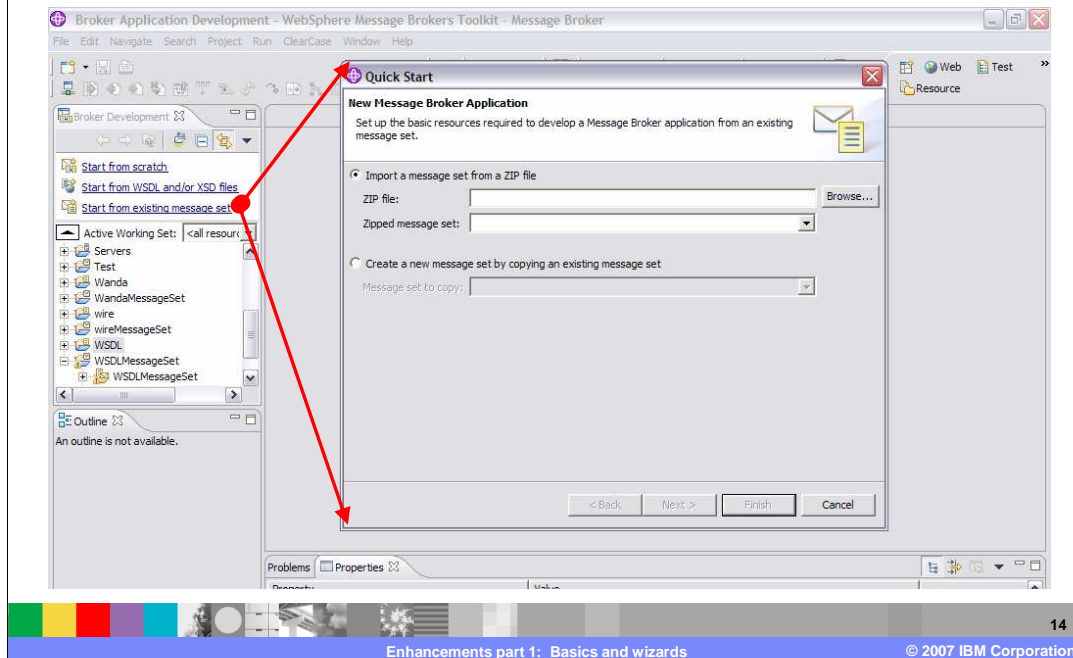 Broker Application Development - WebSphere Message Brokers Toolkit - Message Broker
File Edit Navigate Search Project Run ClearCase Window Help
Web Test »
Resource
Broker Development
Start from scratch
Start from WSDL and/or XSD files
Start from existing message set
Active Working Set: <all resourc
Servers
Test
Wanda
WandaMessageSet
wire
wireMessageSet
WSDL
WSDLMessageSet
WSDLMessageSet
Outline
An outline is not available.
Quick Start
New Message Broker Application
Set up the basic resources required to develop a Message Broker application from an existing
message set.
Import a message set from a ZIP file
ZIP file:
Browse...
Zipped message set:
Create a new message set by copying an existing message set
Message set to copy:
< Back Next > Finish Cancel
Problems Properties
Property Value
14
Enhancements part 1: Basics and wizards
© 2007 IBM Corporation